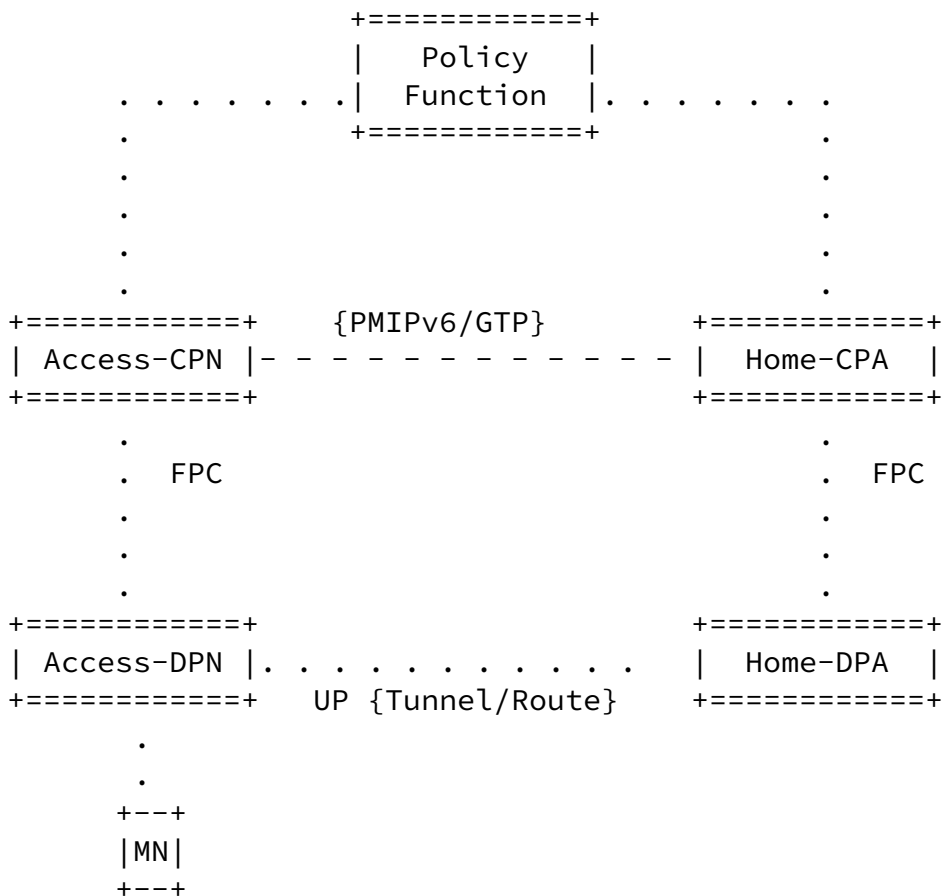 Policy
Function
{PMIPv6/GTP}
Access-CPN Home-CPA
FPC FPC
Access-DPN Home-DPA
UP {Tunnel/Route}
MN